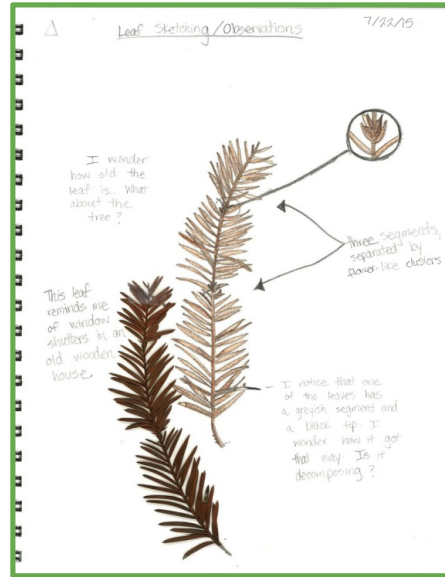 Leaf Sketching/Observations
7/22/15
I wonder
how old the
leaf is... What
about the
tree?
three segments,
separated by
flower-like clusters
This leaf
reminds me
of window
shutters in an
old wooden
house.
I notice that one
of the leaves has
a greyish segment and
a black tip. I
wonder how it got
that way. Is it
decomposing?